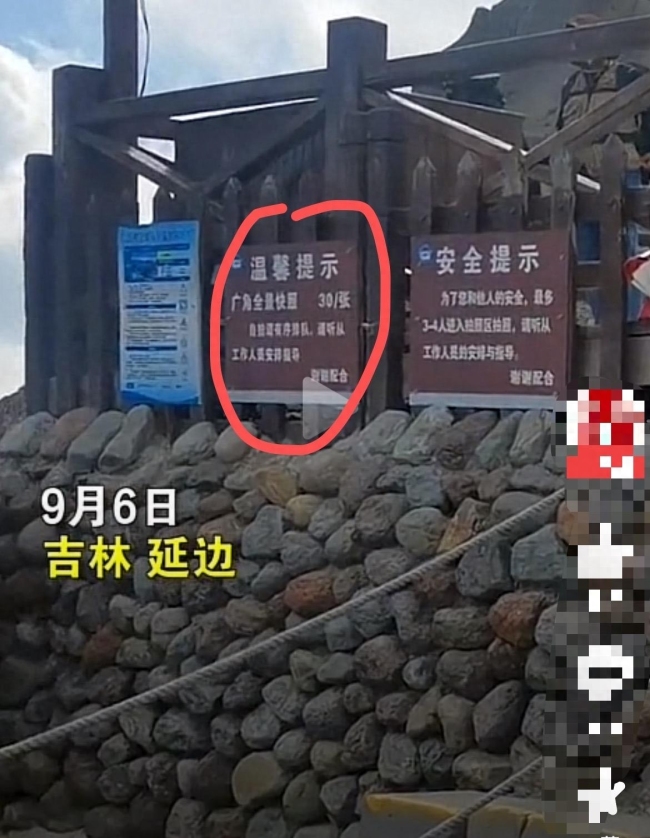 温馨提示
广角全景快照 30/张
自拍请有序排队，请听从
工作人员安排指导
谢谢配合
安全提示
为了您和他人的安全，最多
3-4人进入拍照区拍照，请听从
工作人员的安排与指导。
谢谢配合
9月6日
吉林 延边